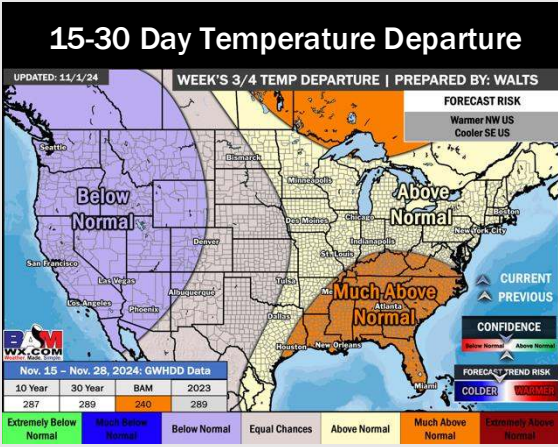 15-30 Day Temperature Departure
UPDATED: 11/1/24
WEEK'S 3/4 TEMP DEPARTURE | PREPARED BY: WALTS
FORECAST RISK
Warmer NW US
Cooler SE US
Seattle
Bismarck
Minneapolis
Below
Normal
Above
Normal
Boston
Des Moines
Chicago
New York City
Denver
Indianapolis
San Francisco
St. Louis
Las Vegas
CURRENT
PREVIOUS
Los Angeles
Albuquerque
Tulsa
Much Above
Normal
Phoenix
Atlanta
Dallas
Houston
New Orleans
Miami
BAM
WX.COM
Weather. Made. Simple.
CONFIDENCE
Below Normal
Above Normal
FORECAST TREND RISK
COLDER
WARMER
Nov. 15 – Nov. 28, 2024: GWHDD Data
10 Year 30 Year BAM 2023
287 289 240 289
Extremely Below Normal
Much Below Normal
Below Normal
Equal Chances
Above Normal
Much Above Normal
Extremely Above Normal